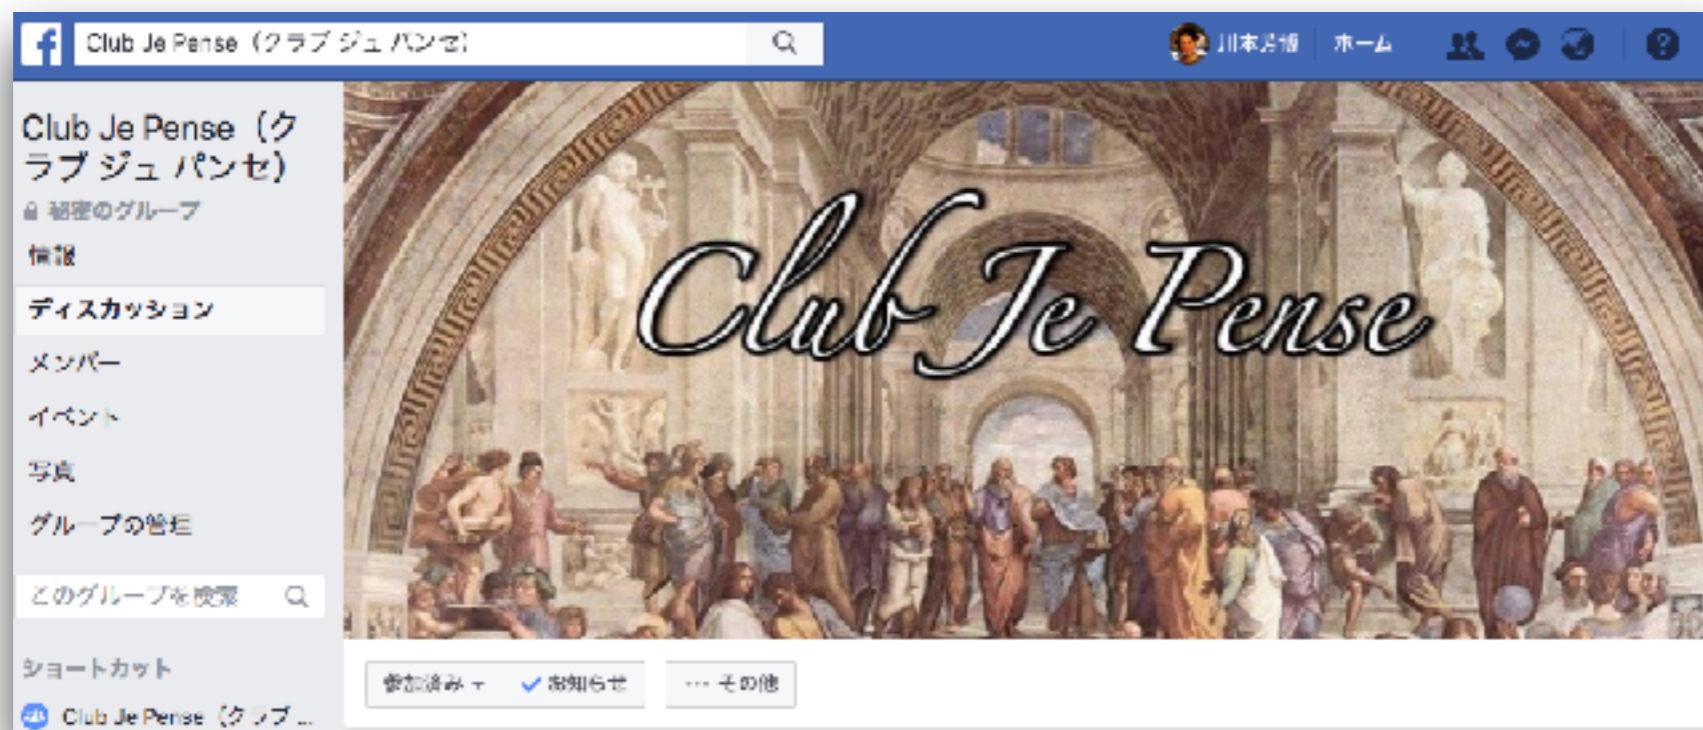 Club Je Pense（クラブ ジュ パンセ）
川本芳博 ホーム
Club Je Pense（ク
ラブ ジュ パンセ）
秘密のグループ
情報
ディスカッション
メンバー
イベント
写真
グループの管理
このグループを検索
ショートカット
Club Je Pense（クラブ ...
Club Je Pense
参加済み
お知らせ
... その他